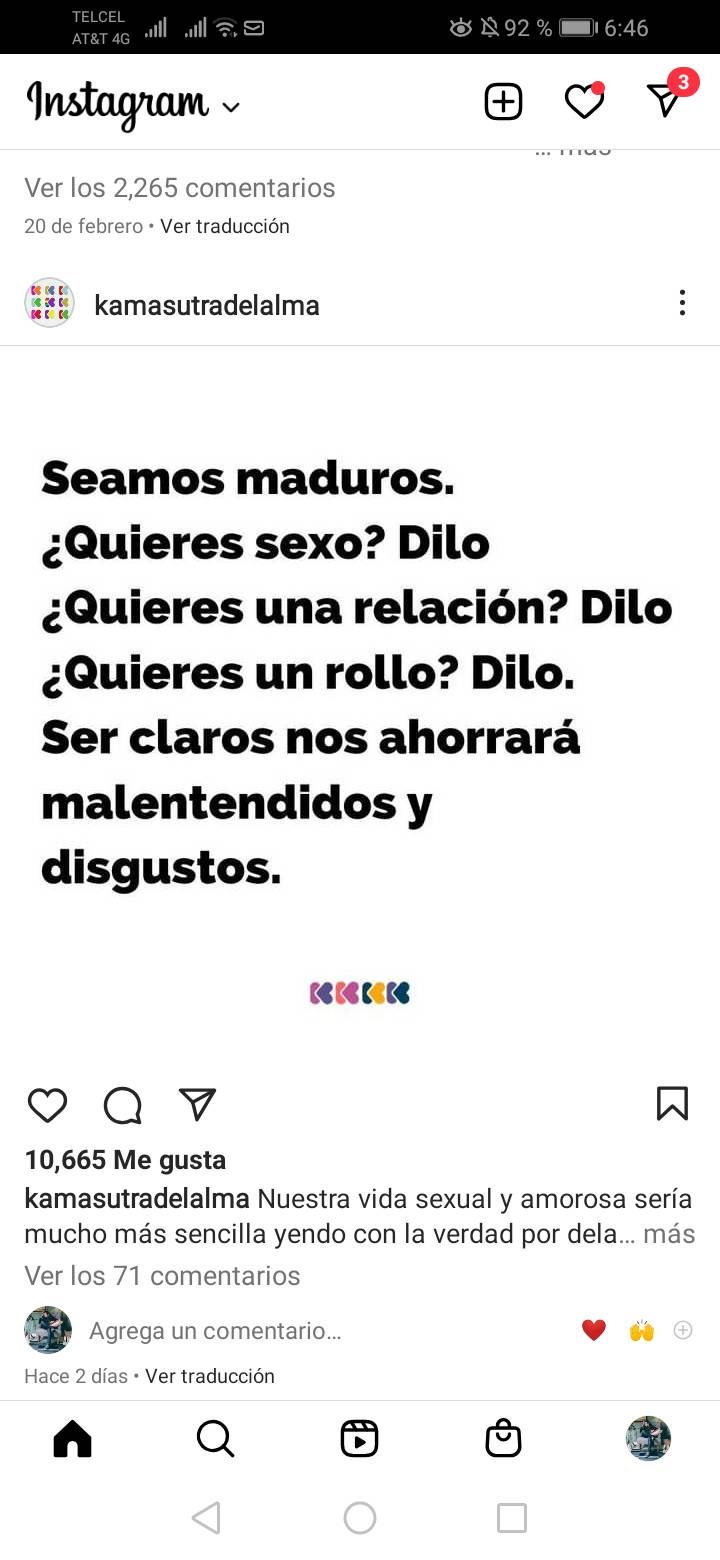 TELCEL
AT&T 4G
92 %
6:46
Instagram
3
... más
Ver los 2,265 comentarios
20 de febrero • Ver traducción
kamasutradelalma
Seamos maduros.
¿Quieres sexo? Dilo
¿Quieres una relación? Dilo
¿Quieres un rollo? Dilo.
Ser claros nos ahorrará
malentendidos y
disgustos.
10,665 Me gusta
kamasutradelalma Nuestra vida sexual y amorosa sería
mucho más sencilla yendo con la verdad por dela... más
Ver los 71 comentarios
Agrega un comentario...
Hace 2 días • Ver traducción